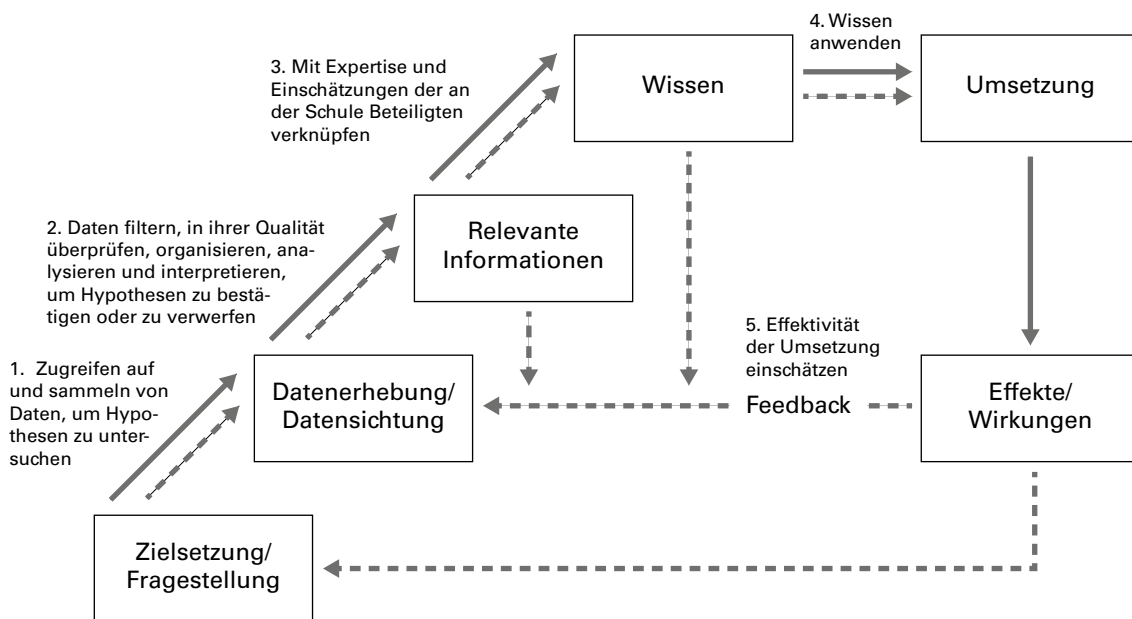 4. Wissen
anwenden
3. Mit Expertise und
Einschätzungen der an
der Schule Beteiligten
verknüpfen
Wissen
Umsetzung
2. Daten filtern, in ihrer Qualität
überprüfen, organisieren, ana-
lysieren und interpretieren,
um Hypothesen zu bestä-
tigen oder zu verwerfen
Relevante
Informationen
5. Effektivität
der Umsetzung
einschätzen
1. Zugreifen auf
und sammeln von
Daten, um Hypo-
thesen zu unter-
suchen
Datenerhebung/
Datensichtung
Feedback
Effekte/
Wirkungen
Zielsetzung/
Fragestellung